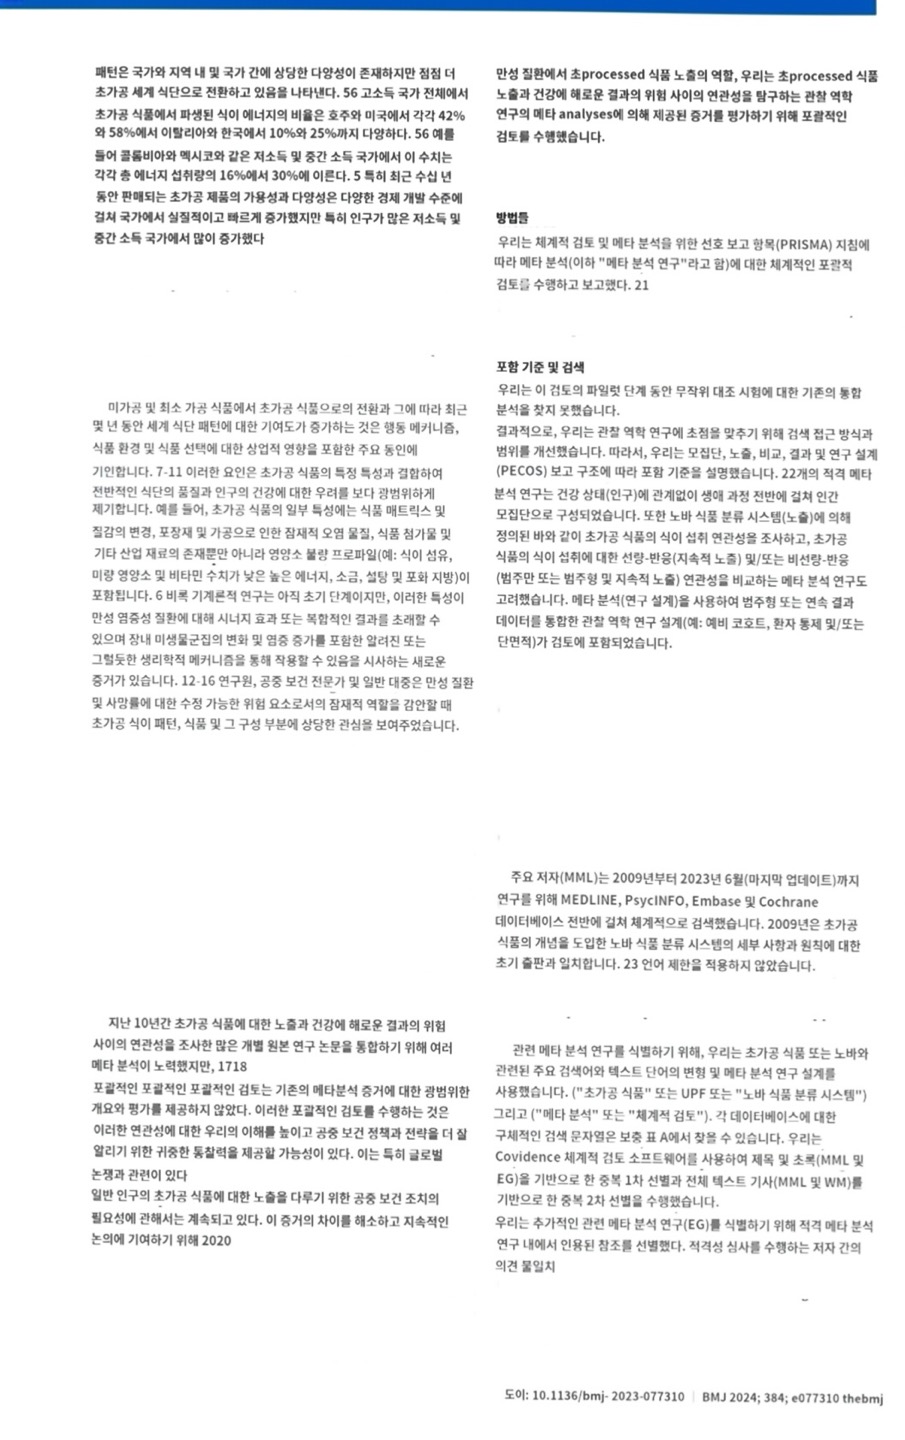 패턴은 국가와 지역 내 및 국가 간에 상당한 다양성이 존재하지만 점점 더
초가공 세계 식단으로 전환하고 있음을 나타낸다. 56 고소득 국가 전체에서
초가공 식품에서 파생된 식이 에너지의 비율은 호주와 미국에서 각각 42%
와 58%에서 이탈리아와 한국에서 10%와 25%까지 다양하다. 56 예를
들어 콜롬비아와 멕시코와 같은 저소득 및 중간 소득 국가에서 이 수치는
각각 총 에너지 섭취량의 16%에서 30%에 이른다. 5 특히 최근 수십 년
동안 판매되는 초가공 제품의 가용성과 다양성은 다양한 경제 개발 수준에
걸쳐 국가에서 실질적이고 빠르게 증가했지만 특히 인구가 많은 저소득 및
중간 소득 국가에서 많이 증가했다
미가공 및 최소 가공 식품에서 초가공 식품으로의 전환과 그에 따라 최근
몇 년 동안 세계 식단 패턴에 대한 기여도가 증가하는 것은 행동 메커니즘,
식품 환경 및 식품 선택에 대한 상업적 영향을 포함한 주요 동인에
기인합니다. 7-11 이러한 요인은 초가공 식품의 특정 특성과 결합하여
전반적인 식단의 품질과 인구의 건강에 대한 우려를 보다 광범위하게
제기합니다. 예를 들어, 초가공 식품의 일부 특성에는 식품 매트릭스 및
질감의 변경, 포장재 및 가공으로 인한 잠재적 오염 물질, 식품 첨가물 및
기타 산업 재료의 존재뿐만 아니라 영양소 불량 프로파일(예: 식이 섬유,
미량 영양소 및 비타민 수치가 낮은 높은 에너지, 소금, 설탕 및 포화 지방)이
포함됩니다. 6 비록 기계론적 연구는 아직 초기 단계이지만, 이러한 특성이
만성 염증성 질환에 대해 시너지 효과 또는 복합적인 결과를 초래할 수
있으며 장내 미생물군집의 변화 및 염증 증가를 포함한 알려진 또는
그럴듯한 생리학적 메커니즘을 통해 작용할 수 있음을 시사하는 새로운
증거가 있습니다. 12-16 연구원, 공중 보건 전문가 및 일반 대중은 만성 질환
및 사망률에 대한 수정 가능한 위험 요소로서의 잠재적 역할을 감안할 때
초가공 식이 패턴, 식품 및 그 구성 부분에 상당한 관심을 보여주었습니다.
지난 10년간 초가공 식품에 대한 노출과 건강에 해로운 결과의 위험
사이의 연관성을 조사한 많은 개별 원본 연구 논문을 통합하기 위해 여러
메타 분석이 노력했지만, 1718
포괄적인 포괄적인 포괄적인 검토는 기존의 메타분석 증거에 대한 광범위한
개요와 평가를 제공하지 않았다. 이러한 포괄적인 검토를 수행하는 것은
이러한 연관성에 대한 우리의 이해를 높이고 공중 보건 정책과 전략을 더 잘
알리기 위한 귀중한 통찰력을 제공할 가능성이 있다. 이는 특히 글로벌
논쟁과 관련이 있다
일반 인구의 초가공 식품에 대한 노출을 다루기 위한 공중 보건 조치의
필요성에 관해서는 계속되고 있다. 이 증거의 차이를 해소하고 지속적인
논의에 기여하기 위해 2020
만성 질환에서 초processed 식품 노출의 역할, 우리는 초processed 식품
노출과 건강에 해로운 결과의 위험 사이의 연관성을 탐구하는 관찰 역학
연구의 메타 analyses에 의해 제공된 증거를 평가하기 위해 포괄적인
검토를 수행했습니다.
방법들
우리는 체계적 검토 및 메타 분석을 위한 선호 보고 항목(PRISMA) 지침에
따라 메타 분석(이하 "메타 분석 연구"라고 함)에 대한 체계적인 포괄적
검토를 수행하고 보고했다. 21
포함 기준 및 검색
우리는 이 검토의 파일럿 단계 동안 무작위 대조 시험에 대한 기존의 통합
분석을 찾지 못했습니다.
결과적으로, 우리는 관찰 역학 연구에 초점을 맞추기 위해 검색 접근 방식과
범위를 개선했습니다. 따라서, 우리는 모집단, 노출, 비교, 결과 및 연구 설계
(PECOS) 보고 구조에 따라 포함 기준을 설명했습니다. 22개의 적격 메타
분석 연구는 건강 상태(인구)에 관계없이 생애 과정 전반에 걸쳐 인간
모집단으로 구성되었습니다. 또한 노바 식품 분류 시스템(노출)에 의해
정의된 바와 같이 초가공 식품의 식이 섭취 연관성을 조사하고, 초가공
식품의 식이 섭취에 대한 선량-반응(지속적 노출) 및/또는 비선량-반응
(범주만 또는 범주형 및 지속적 노출) 연관성을 비교하는 메타 분석 연구도
고려했습니다. 메타 분석(연구 설계)을 사용하여 범주형 또는 연속 결과
데이터를 통합한 관찰 역학 연구 설계(예: 예비 코호트, 환자 통제 및/또는
단면적)가 검토에 포함되었습니다.
주요 저자(MML)는 2009년부터 2023년 6월(마지막 업데이트)까지
연구를 위해 MEDLINE, PsycINFO, Embase 및 Cochrane
데이터베이스 전반에 걸쳐 체계적으로 검색했습니다. 2009년은 초가공
식품의 개념을 도입한 노바 식품 분류 시스템의 세부 사항과 원칙에 대한
초기 출판과 일치합니다. 23 언어 제한을 적용하지 않았습니다.
관련 메타 분석 연구를 식별하기 위해, 우리는 초가공 식품 또는 노바와
관련된 주요 검색어와 텍스트 단어의 변형 및 메타 분석 연구 설계를
사용했습니다. ("초가공 식품" 또는 UPF 또는 "노바 식품 분류 시스템")
그리고 ("메타 분석" 또는 "체계적 검토"). 각 데이터베이스에 대한
구체적인 검색 문자열은 보충 표 A에서 찾을 수 있습니다. 우리는
Covidence 체계적 검토 소프트웨어를 사용하여 제목 및 초록(MML 및
EG)을 기반으로 한 중복 1차 선별과 전체 텍스트 기사(MML 및 WM)를
기반으로 한 중복 2차 선별을 수행했습니다.
우리는 추가적인 관련 메타 분석 연구(EG)를 식별하기 위해 적격 메타 분석
연구 내에서 인용된 참조를 선별했다. 적격성 심사를 수행하는 저자 간의
의견 불일치
도이: 10.1136/bmj- 2023-077310 | BMJ 2024; 384; e077310 thebmj